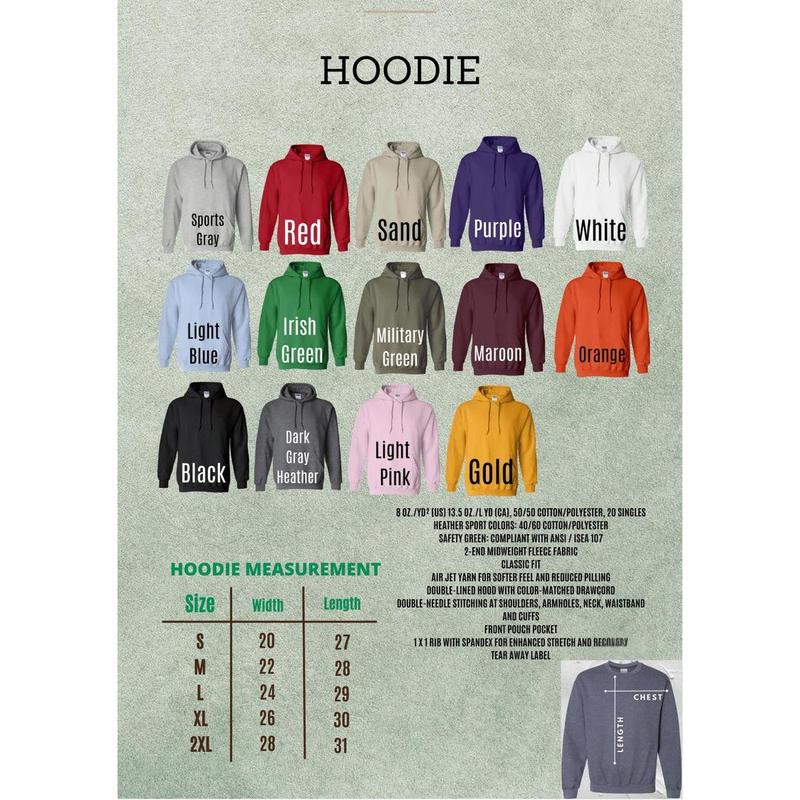 HOODIE
Sports
Gray
Red
Sand
Purple
White
Light
Blue
Irish
Green
Military
Green
Maroon
Orange
Black
Dark
Gray
Heather
Light
Pink
Gold
8 OZ./YD² (US) 13.5 OZ./L YD (CA), 50/50 COTTON/POLYESTER, 20 SINGLES
HEATHER SPORT COLORS: 40/60 COTTON/POLYESTER
SAFETY GREEN: COMPLIANT WITH ANSI / ISEA 107
2-END MIDWEIGHT FLEECE FABRIC
CLASSIC FIT
AIR JET YARN FOR SOFTER FEEL AND REDUCED PILLING
DOUBLE-LINED HOOD WITH COLOR-MATCHED DRAWCORD
DOUBLE-NEEDLE STITCHING AT SHOULDERS, ARMHOLES, NECK, WAISTBAND
AND CUFFS
FRONT POUCH POCKET
1 X 1 RIB WITH SPANDEX FOR ENHANCED STRETCH AND RECOVERY
TEAR AWAY LABEL
HOODIE MEASUREMENT
Size Width Length
S 20 27
M 22 28
L 24 29
XL 26 30
2XL 28 31
CHEST
LENGTH